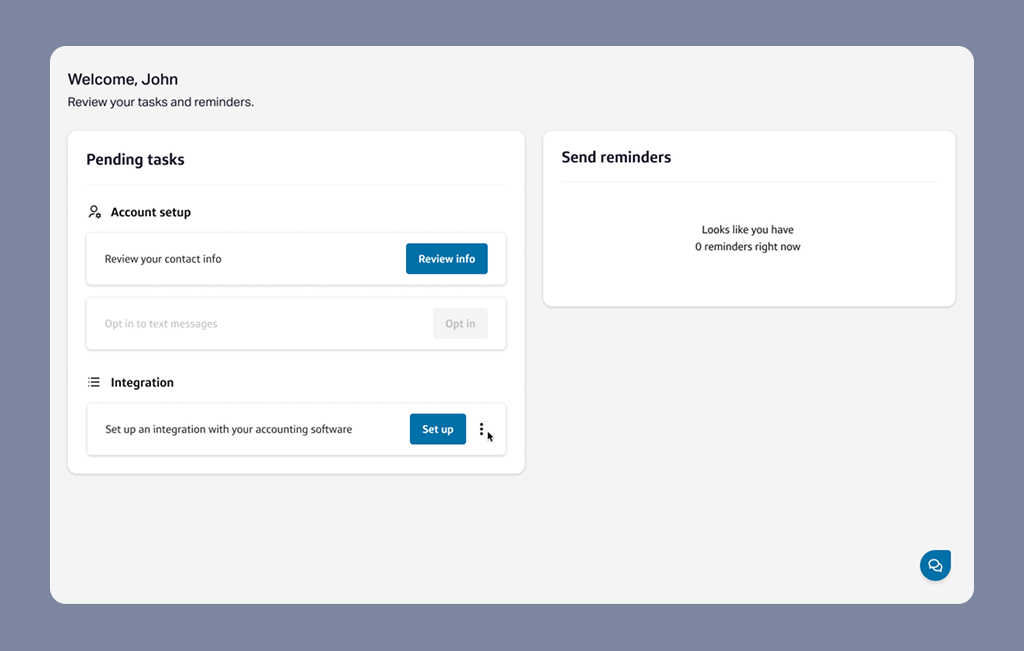 Welcome, John
Review your tasks and reminders.
Pending tasks
Account setup
Review your contact info
Review info
Opt in to text messages
Opt in
Integration
Set up an integration with your accounting software
Set up
Send reminders
Looks like you have
0 reminders right now